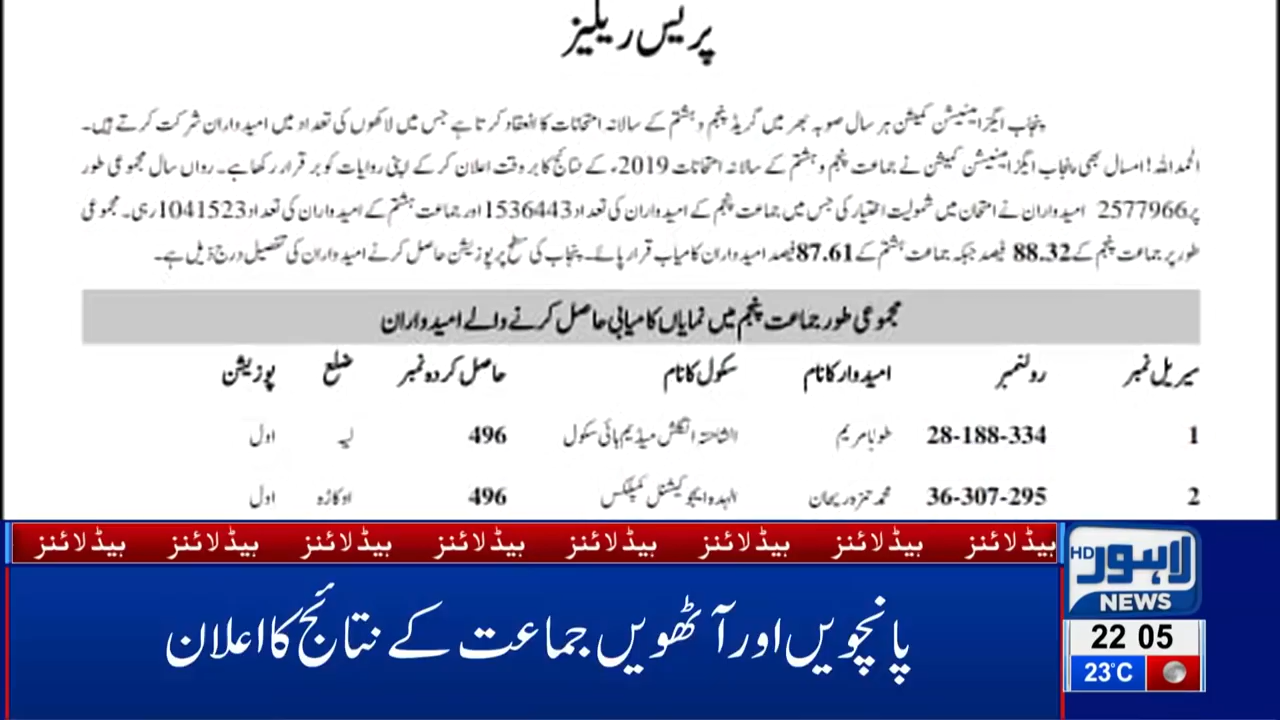 پریس ریلیز
پنجاب ایگزامینیشن کمیشن ہر سال صوبہ بھر میں گریڈ پنجم و ہشتم کے سالانہ امتحانات کا انعقاد کرتا ہے جس میں لاکھوں کی تعداد میں امیدواران شرکت کرتے ہیں۔
الحمداللہ! امسال بھی پنجاب ایگزامینیشن کمیشن نے جماعت پنجم و ہشتم کے سالانہ امتحانات 2019ء کے نتائج کا بروقت اعلان کر کے اپنی روایات کو برقرار رکھا ہے۔ رواں سال مجموعی طور
پر 2577966 امیدواران نے امتحان میں شمولیت اختیار کی جس میں جماعت پنجم کے امیدواران کی تعداد 1536443 اور جماعت ہشتم کے امیدواران کی تعداد 1041523 رہی۔ مجموعی
طور پر جماعت پنجم کے 88.32 فیصد جبکہ جماعت ہشتم کے 87.61 فیصد امیدواران کامیاب قرار پائے۔ پنجاب کی سطح پر پوزیشن حاصل کرنے امیدواران کی تفصیل درج ذیل ہے۔
مجموعی طور جماعت پنجم میں نمایاں کامیابی حاصل کرنے والے امیدواران
سیریل نمبر رولنمبر امیدوار کا نام سکول کا نام حاصل کردہ نمبر ضلع پوزیشن
1 28-188-334 طوبا مریم انگلش میڈیم ہائی سکول 496 لیہ اول
2 36-307-295 محمد حمزہ ریحان الہدہ ایجوکیشنل کمپلکس 496 اوکاڑہ اول
ہیڈلائنز ہیڈلائنز ہیڈلائنز ہیڈلائنز ہیڈلائنز ہیڈلائنز ہیڈلائنز ہیڈلائنز
پانچویں اور آٹھویں جماعت کے نتائج کا اعلان
HD لاہور
NEWS
22 05
23°C